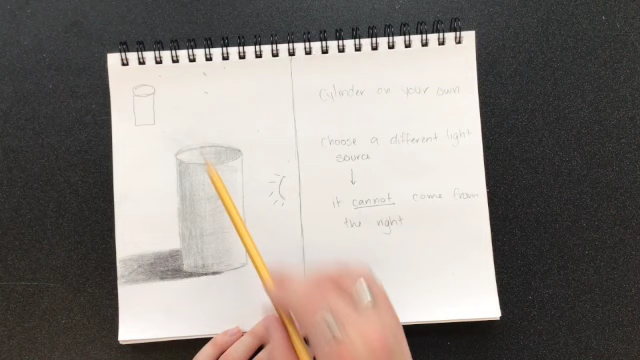 Cylinder on your own
choose a different light
source
it cannot come from
the right